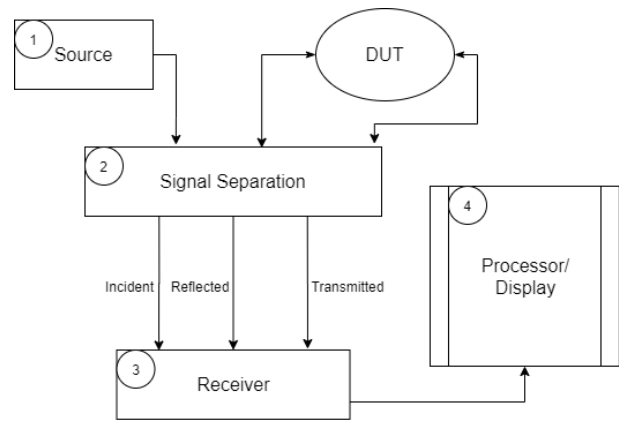 1
Source
DUT
2
Signal Separation
4
Processor/
Display
Incident
Reflected
Transmitted
3
Receiver